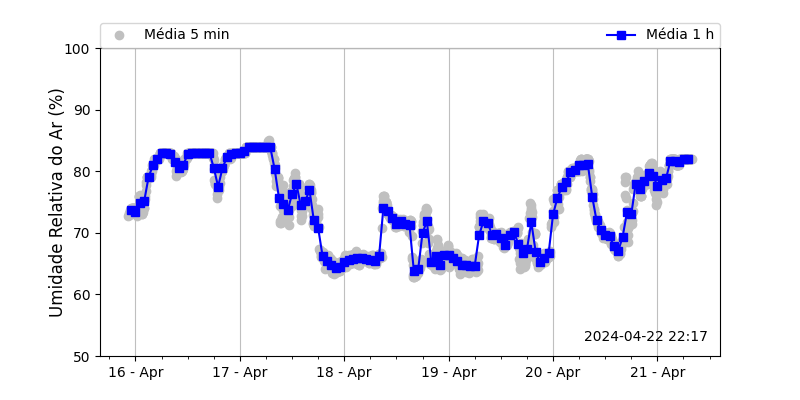 Média 5 min
Média 1 h
Umidade Relativa do Ar (%)
100
90
80
70
60
50
2024-04-22 22:17
16 - Apr
17 - Apr
18 - Apr
19 - Apr
20 - Apr
21 - Apr